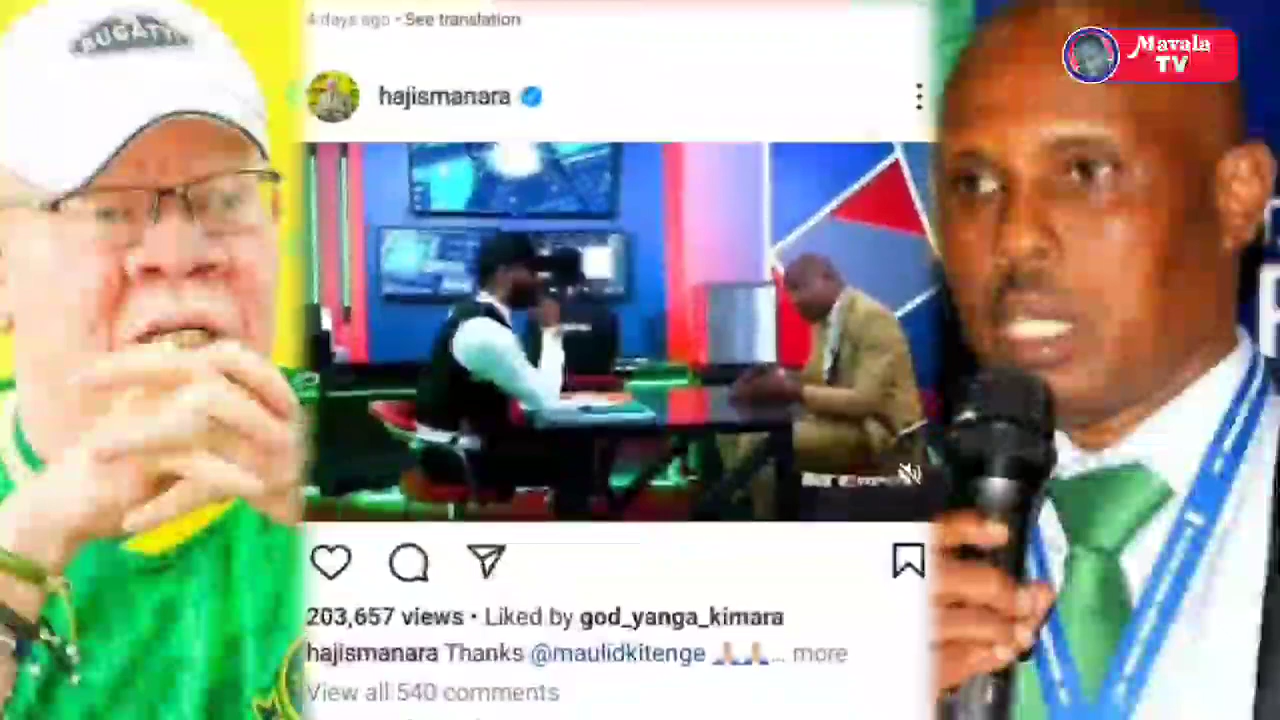 BUGATTI
4 days ago • See translation
Mavala
TV
hajismanara
203,657 views • Liked by god_yanga_kimara
hajismanara Thanks @maulidkitenge 🙏🙏... more
View all 540 comments